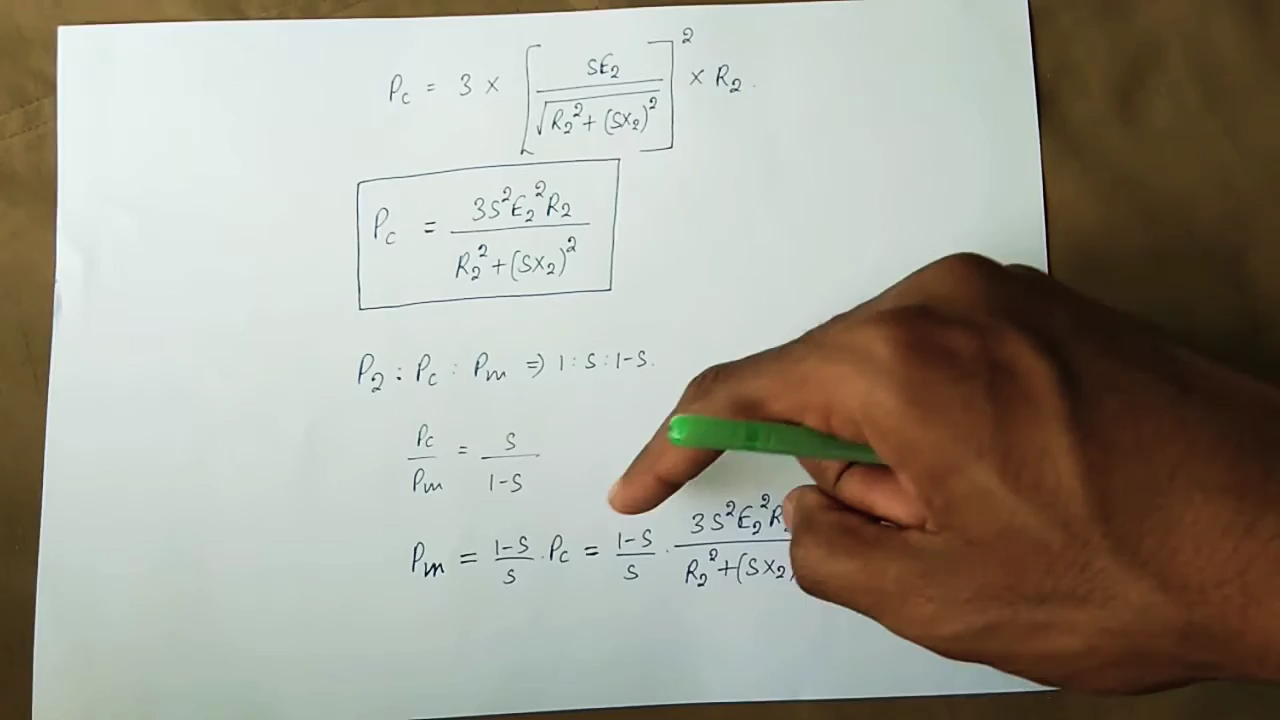 Pc = 3 × [SE₂ / √(R₂² + (SX₂)²)]² × R₂.
Pc = 3S²E₂²R₂ / R₂² + (SX₂)²
P₂ : Pc : Pm ⇒ 1 : S : 1-S.
Pc / Pm = S / 1-S
Pm = 1-S / S . Pc = 1-S / S . 3S²E₂²R / R₂² + (SX₂